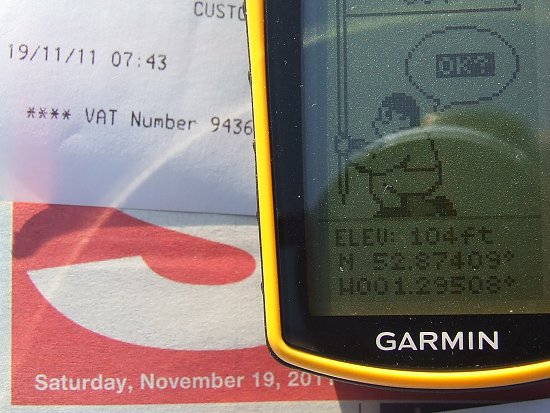 CUSTO
19/11/11 07:43
**** VAT Number 9436
OK?
ELEV: 104ft
N 52.87409°
W001.29508°
GARMIN
Saturday, November 19, 2011